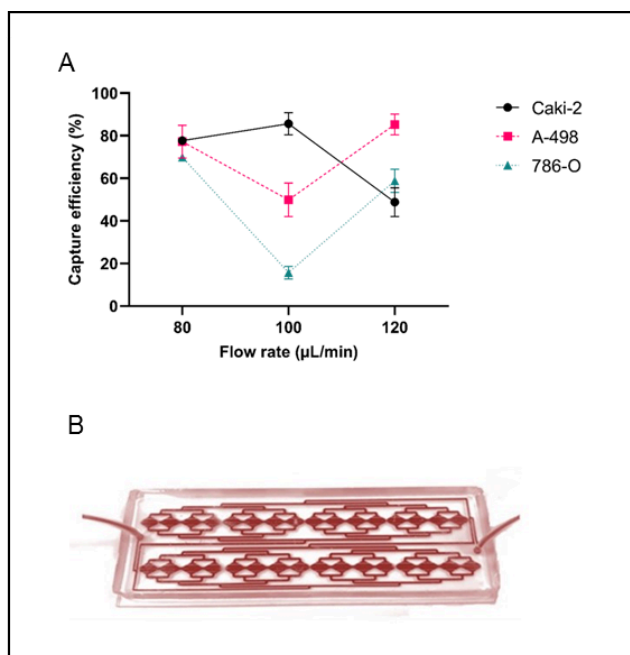 A
100
80
60
40
20
0
Capture efficiency (%)
80 100 120
Flow rate (µL/min)
Caki-2
A-498
786-O
B